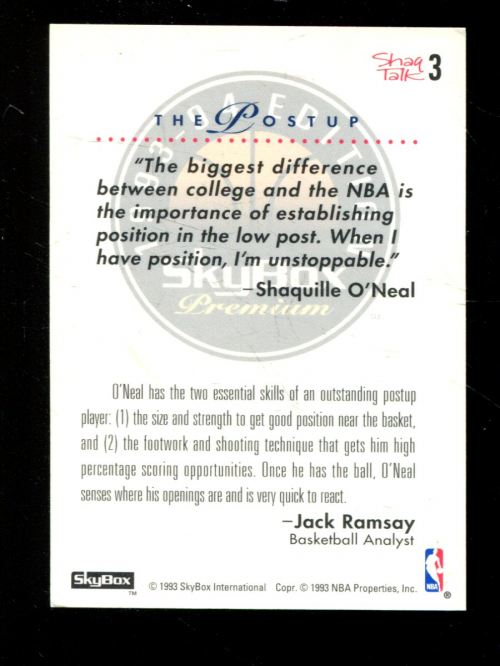 Shaq
Talk 3
THE POSTUP
1993-94 EDITION
“The biggest difference
between college and the NBA is
the importance of establishing
position in the low post. When I
have position, I’m unstoppable.”
SkyBox
–Shaquille O’Neal
Premium
O’Neal has the two essential skills of an outstanding postup
player: (1) the size and strength to get good position near the basket,
and (2) the footwork and shooting technique that gets him high
percentage scoring opportunities. Once he has the ball, O’Neal
senses where his openings are and is very quick to react.
–Jack Ramsay
Basketball Analyst
SkyBox
TM
© 1993 SkyBox International Copr. © 1993 NBA Properties, Inc.
NBA
®